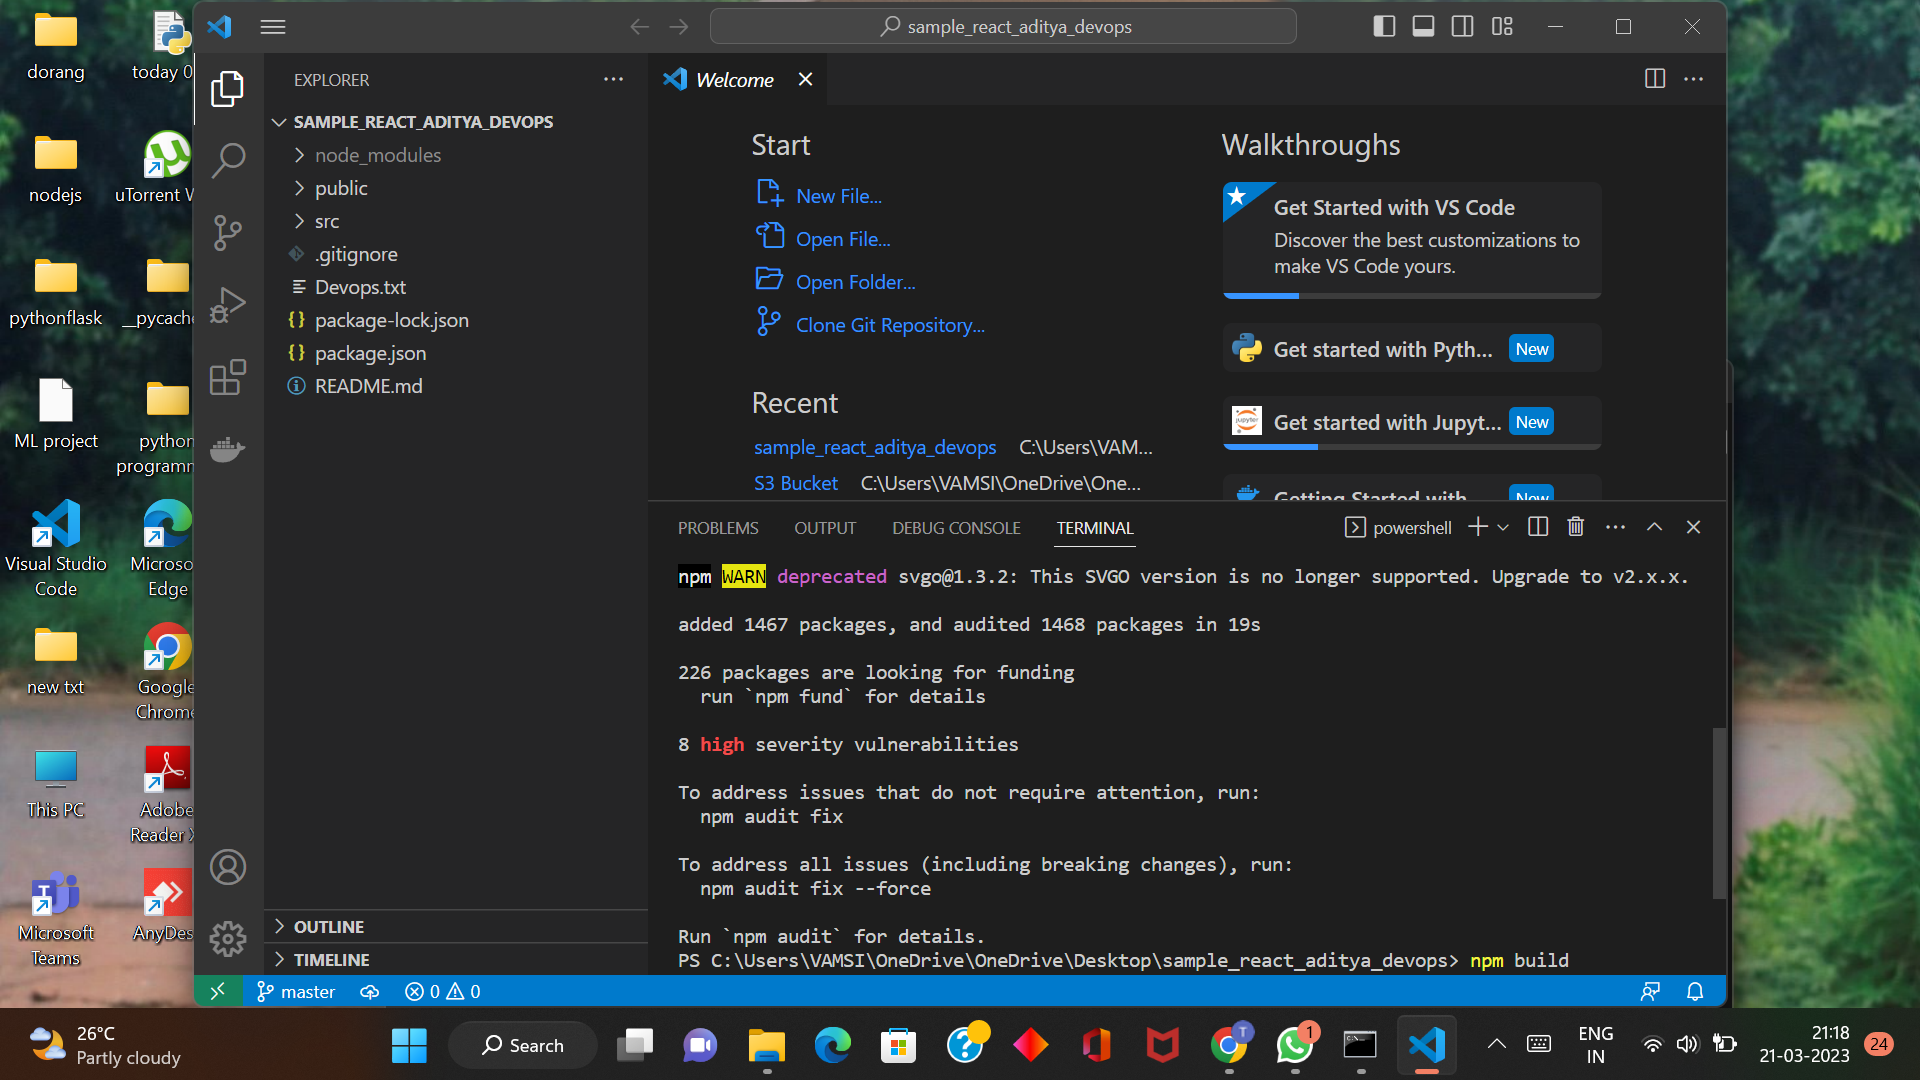 dorang
today 0
nodejs
uTorrent W
pythonflask
__pycach
ML project
python
programm
Visual Studio
Code
Microso
Edge
new txt
Google
Chrome
This PC
Adobe
Reader X
Microsoft
Teams
AnyDes
sample_react_aditya_devops
EXPLORER
SAMPLE_REACT_ADITYA_DEVOPS
node_modules
public
src
.gitignore
Devops.txt
package-lock.json
package.json
README.md
OUTLINE
TIMELINE
Welcome
Start
New File...
Open File...
Open Folder...
Clone Git Repository...
Recent
sample_react_aditya_devops C:\Users\VAM...
S3 Bucket C:\Users\VAMSI\OneDrive\One...
Walkthroughs
Get Started with VS Code
Discover the best customizations to
make VS Code yours.
Get started with Pyth... New
jupyter
Get started with Jupyt... New
Getting Started with New
PROBLEMS OUTPUT DEBUG CONSOLE TERMINAL
powershell
npm WARN deprecated svgo@1.3.2: This SVGO version is no longer supported. Upgrade to v2.x.x.
added 1467 packages, and audited 1468 packages in 19s
226 packages are looking for funding
run `npm fund` for details
8 high severity vulnerabilities
To address issues that do not require attention, run:
npm audit fix
To address all issues (including breaking changes), run:
npm audit fix --force
Run `npm audit` for details.
PS C:\Users\VAMSI\OneDrive\OneDrive\Desktop\sample_react_aditya_devops> npm build
master 0 0
26°C
Partly cloudy
Search
T
1
ENG
IN
21:18
21-03-2023
24